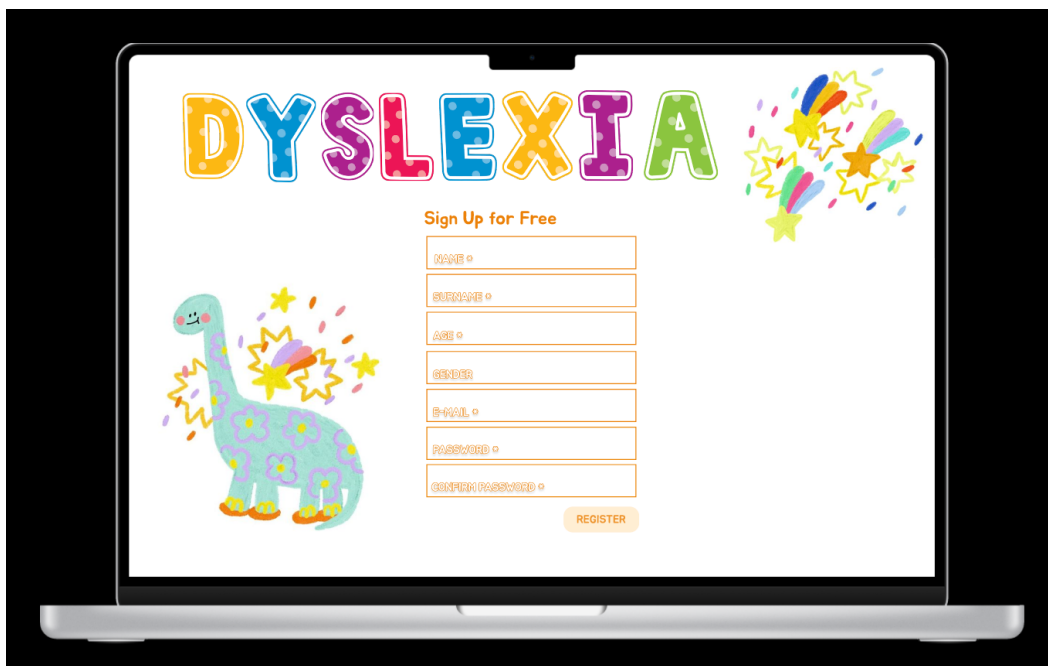 DYSLEXIA
Sign Up for Free
NAME *
SURNAME *
AGE *
GENDER
E-MAIL *
PASSWORD *
CONFIRM PASSWORD *
REGISTER